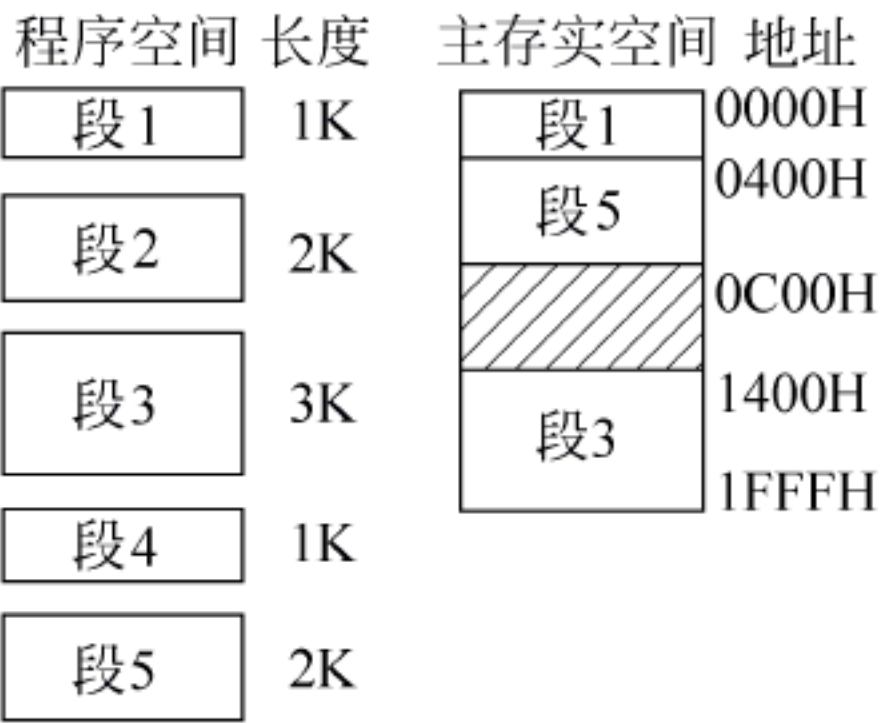 程序空间 长度 主存实空间 地址
段1 1K 段1 0000H
0400H
段2 2K 段5
0C00H
段3 3K 段3 1400H
1FFFH
段4 1K
段5 2K